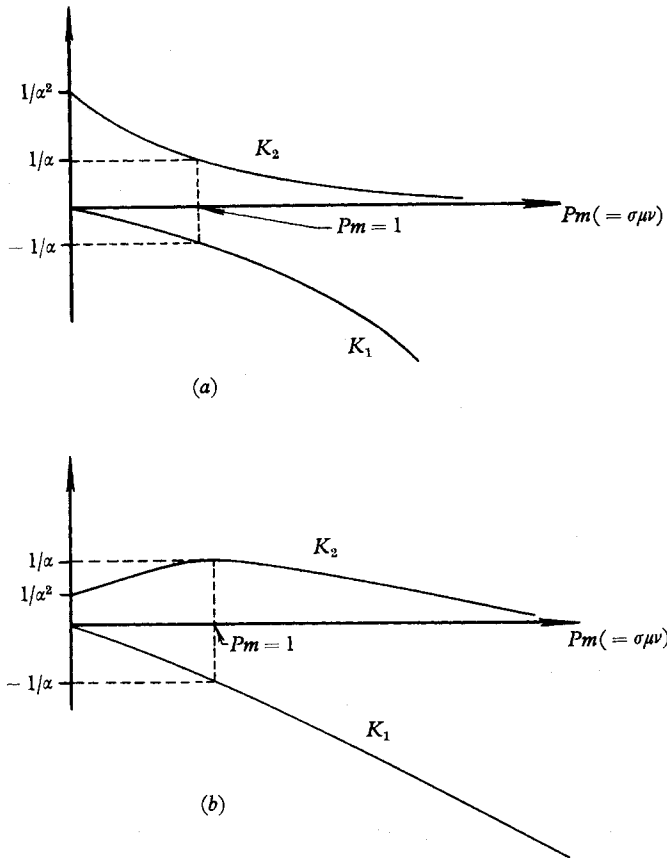 1/α²
1/α
K₂
Pm = 1
Pm( = σμν)
− 1/α
K₁
(a)
1/α
K₂
1/α²
Pm = 1
Pm( = σμν)
− 1/α
K₁
(b)